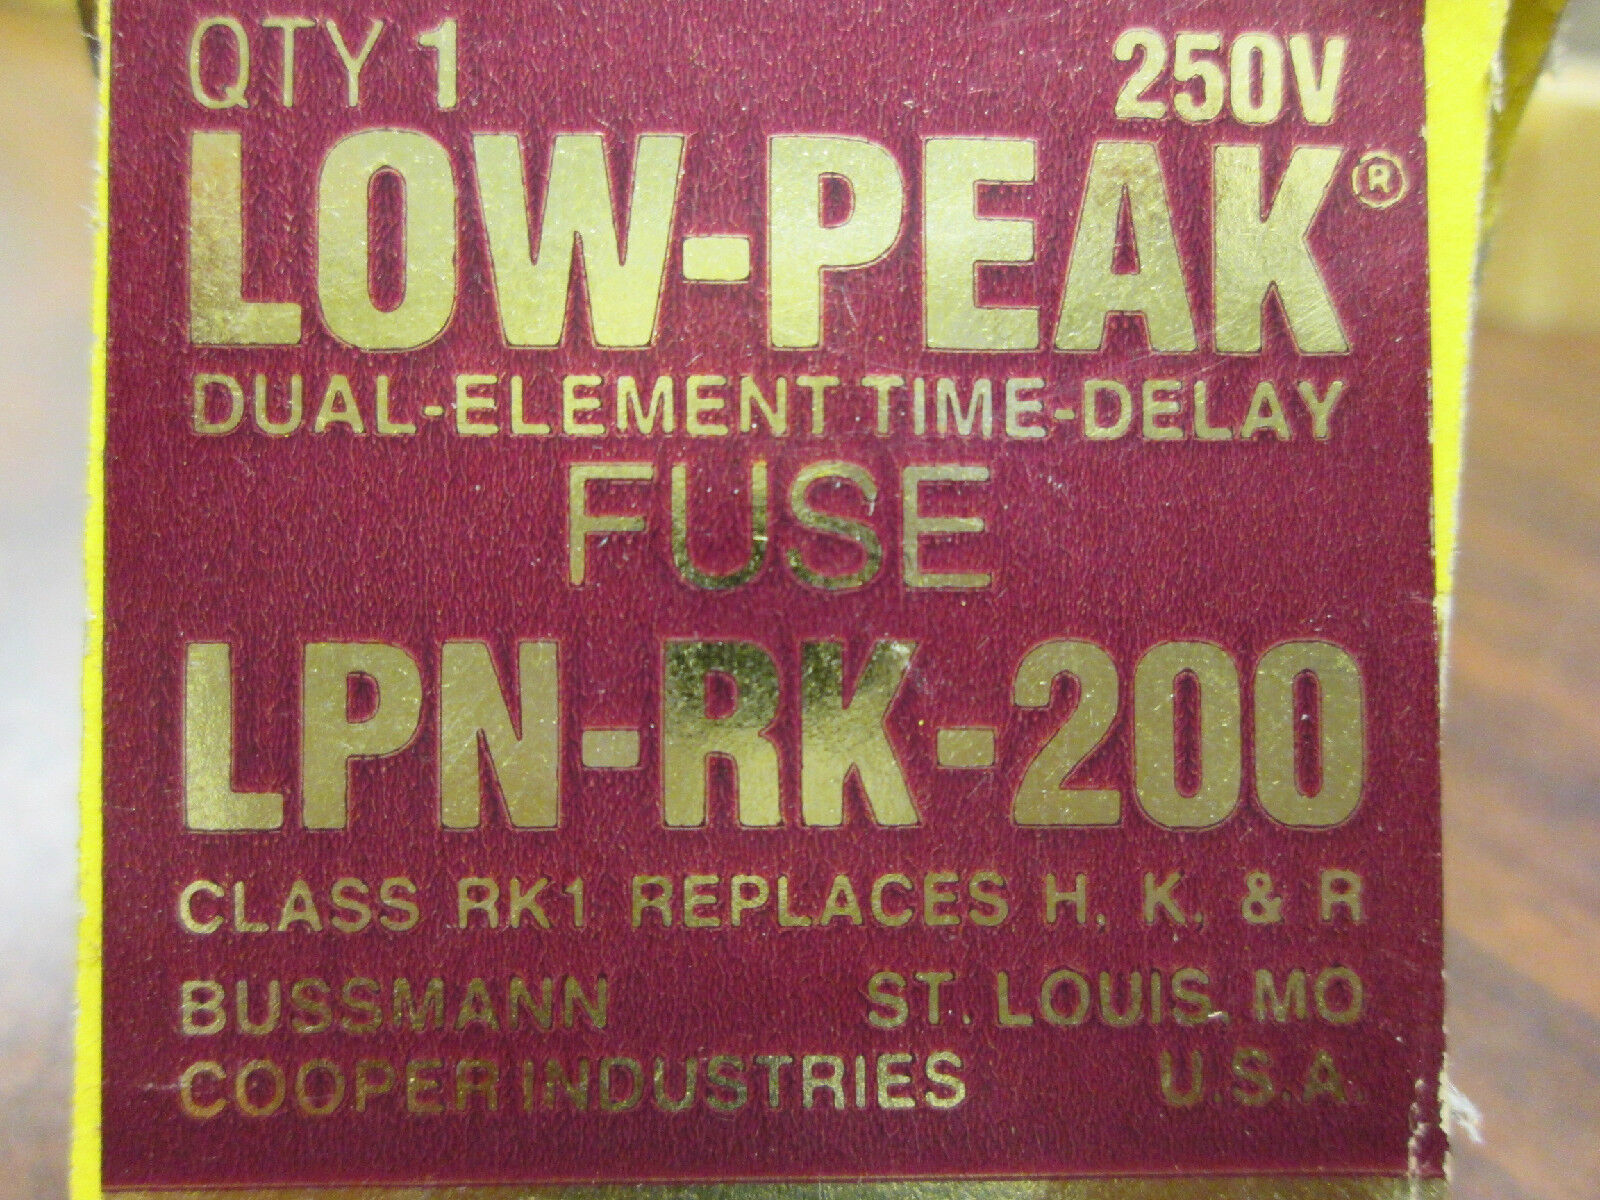 QTY 1 250V
LOW-PEAK®
DUAL-ELEMENT TIME-DELAY
FUSE
LPN-RK-200
CLASS RK1 REPLACES H, K, & R
BUSSMANN ST. LOUIS, MO
COOPER INDUSTRIES U.S.A.